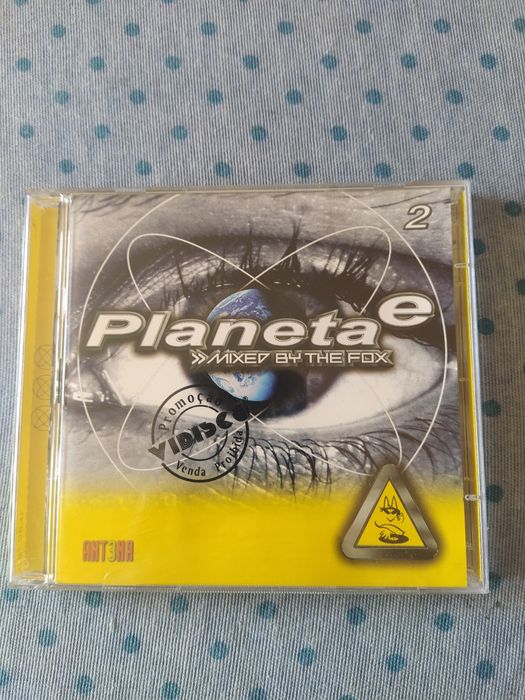 2
Planeta e
»MIXED BY THE FOX
Promoção
VIDISCO
Venda Proibida
ANT3NA